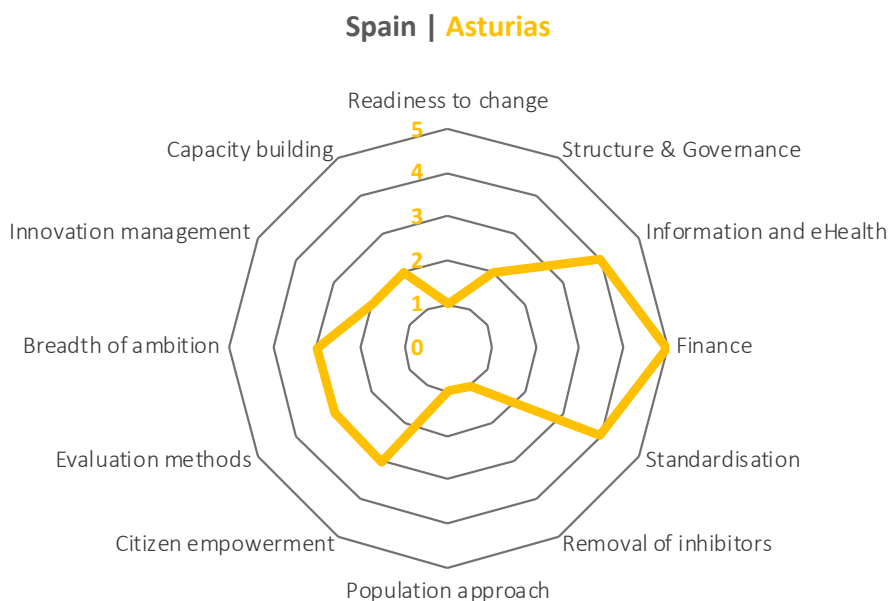 Spain | Asturias
Readiness to change
Structure & Governance
Information and eHealth
Finance
Standardisation
Removal of inhibitors
Population approach
Citizen empowerment
Evaluation methods
Breadth of ambition
Innovation management
Capacity building
5
4
3
2
1
0